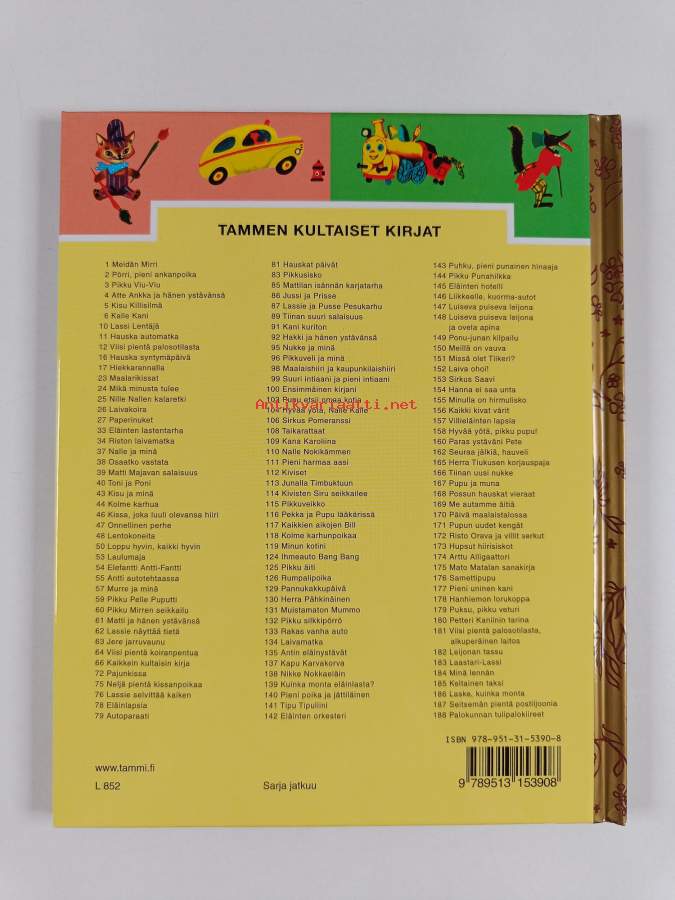 TAMMEN KULTAISET KIRJAT
1 Meidän Mirri
2 Pörri, pieni ankanpoika
3 Pikku Viu-Viu
4 Atte Ankka ja hänen ystävänsä
5 Kisu Killisilmä
6 Kalle Kani
10 Lassi Lentäjä
11 Hauska automatka
12 Viisi pientä palosotilasta
16 Hauska syntymäpäivä
17 Hiekkarannella
23 Maalarikissat
24 Mikä minusta tulee
25 Nille Nallen kalaretki
26 Laivakoira
27 Paperinuket
33 Eläinten lastentarha
34 Riston laivamatka
37 Nalle ja minä
38 Osaatko vastata
39 Matti Majavan salaisuus
40 Toni ja Poni
43 Kisu ja minä
44 Kolme karhua
46 Kissa, joka luuli olevansa hiiri
47 Onnellinen perhe
48 Lentokoneita
50 Loppu hyvin, kaikki hyvin
53 Laulumaja
54 Elefantti Antti-Fantti
55 Antti autotehtaassa
57 Murre ja minä
59 Pikku Pelle Puputti
60 Pikku Mirren seikkailu
61 Matti ja hänen ystävänsä
62 Lassie näyttää tietä
63 Jere jarruvaunu
64 Viisi pientä koiranpentua
66 Kaikkein kultaisin kirja
72 Pajunkissa
75 Neljä pientä kissanpoikaa
76 Lassie selvittää kaiken
78 Eläinlapsia
79 Autoparaati
81 Hauskat päivät
83 Pikkusisko
85 Mattilan isännän karjatarha
86 Jussi ja Prisse
87 Lassie ja Pusse Pesukarhu
89 Tiinan suuri salaisuus
91 Kani kuriton
92 Hakki ja hänen ystävänsä
95 Nukke ja minä
96 Pikkuveli ja minä
98 Maalaishiiri ja kaupunkilaishiiri
99 Suuri intiaani ja pieni intiaani
100 Ensimmäinen kirjani
103 Pupu etsii omaa kotia
104 Hyvää yötä, Kalle Kalle
106 Sirkus Pomeranssi
108 Taikarattaat
109 Kana Karoliina
110 Nalle Nokikämmen
111 Pieni harmaa aasi
112 Kiviset
113 Junalla Timbuktuun
114 Kivisten Siru seikkailee
115 Pikkuveikko
116 Pekka ja Pupu lääkärissä
117 Kaikkien aikojen Bill
118 Kolme karhunpoikaa
119 Minun kotini
124 Ihmeauto Bang Bang
125 Pikku äiti
126 Rumpalipoika
129 Pannukakkupäivä
130 Herra Pähkinäinen
131 Muistamaton Mummo
132 Pikku silkkipörrö
133 Rakas vanha auto
134 Laivamatka
135 Antin eläinystävät
137 Kapu Karvakorva
138 Nikke Nokkaeläin
139 Kuinka monta eläinlasta?
140 Pieni poika ja jättiläinen
141 Tipu Tipuliini
142 Eläinten orkesteri
143 Puhku, pieni punainen hinaaja
144 Pikku Punahilkka
145 Eläinten hotelli
146 Liikkeelle, kuorma-autot
147 Luiseva puiseva leijona
148 Luiseva puiseva leijona
ja ovela apina
149 Ponu-junan kilpailu
150 Meillä on vauva
151 Missä olet Tiikeri?
152 Laiva ohoi!
153 Sirkus Saavi
154 Hanna ei saa unta
155 Minulla on hirmulisko
156 Kaikki kivat värit
157 Villieläinten lapsia
158 Hyvää yötä, pikku pupu!
160 Paras ystäväni Pete
162 Seuraa jälkiä, hauveli
165 Herra Tiukusen korjauspaja
166 Tiinan uusi nukke
167 Pupu ja muna
168 Possun hauskat vieraat
169 Me autamme äitiä
170 Päivä maalaistalossa
171 Pupun uudet kengät
172 Risto Orava ja villit serkut
173 Hupsut hiirisiskot
174 Arttu Alligaattori
175 Mato Matalan sanakirja
176 Samettipupu
177 Pieni uninen kani
178 Hanhiemon lorukoppa
179 Puksu, pikku veturi
180 Petteri Kaniinin tarina
181 Viisi pientä palosotilasta,
alkuperäinen laitos
182 Leijonan tassu
183 Laastari-Lassi
184 Minä lennän
185 Keltainen taksi
186 Laske, kuinka monta
187 Seitsemän pientä postiljoonia
188 Palokunnan tulipalokiireet
Antikvariaatti.net
ISBN 978-951-31-5390-8
9 789513 153908
www.tammi.fi
L 852
Sarja jatkuu